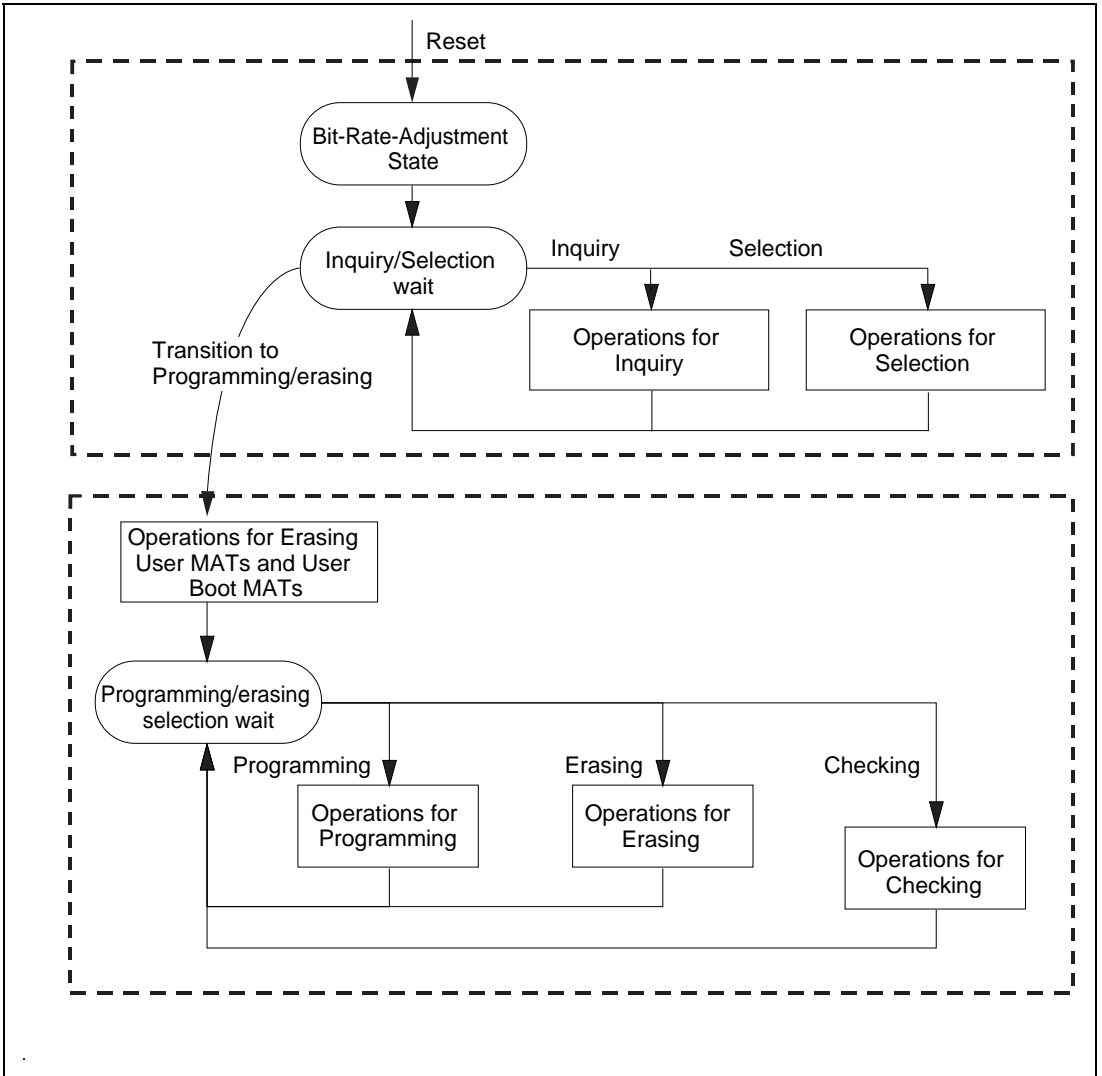 Reset
Bit-Rate-Adjustment
State
Inquiry/Selection
wait
Inquiry
Selection
Operations for
Inquiry
Operations for
Selection
Transition to
Programming/erasing
Operations for Erasing
User MATs and User
Boot MATs
Programming/erasing
selection wait
Programming
Erasing
Checking
Operations for
Programming
Operations for
Erasing
Operations for
Checking